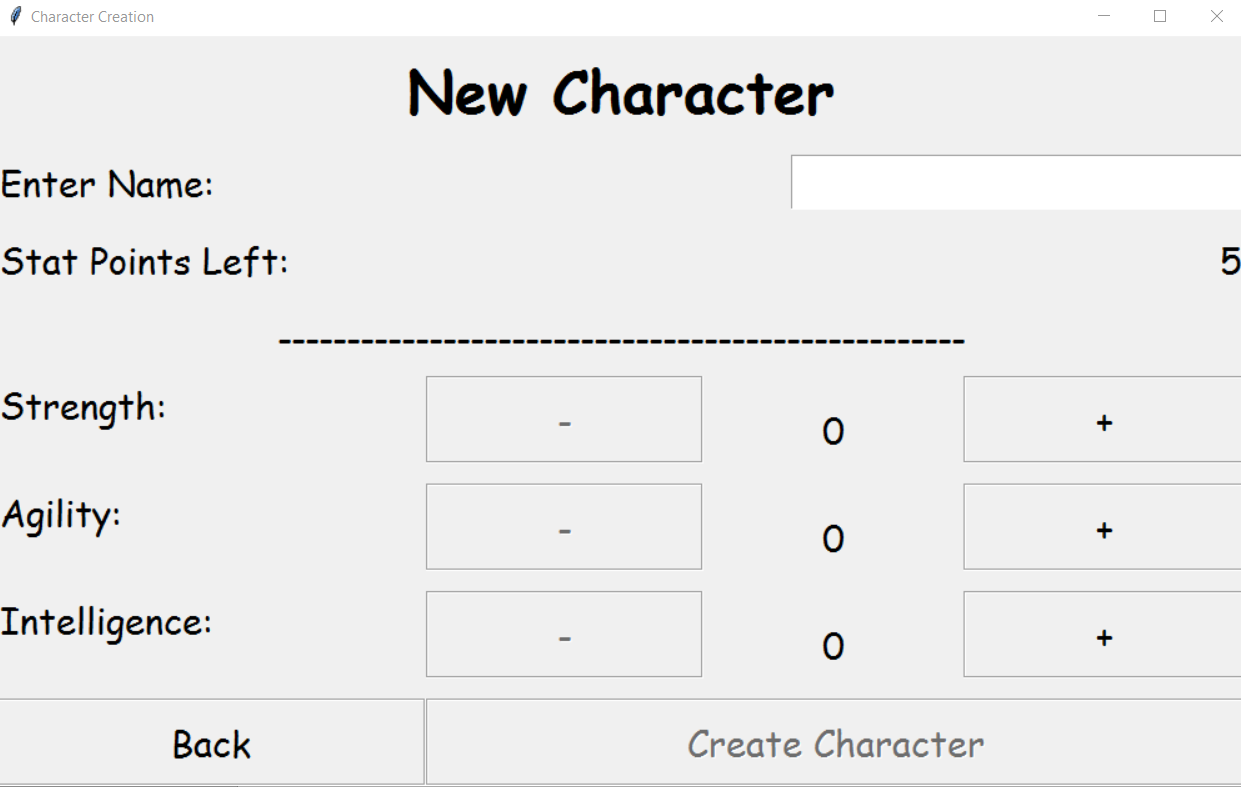 Character Creation
New Character
Enter Name:
Stat Points Left: 5
--------------------------------------------------
Strength: - 0 +
Agility: - 0 +
Intelligence: - 0 +
Back Create Character